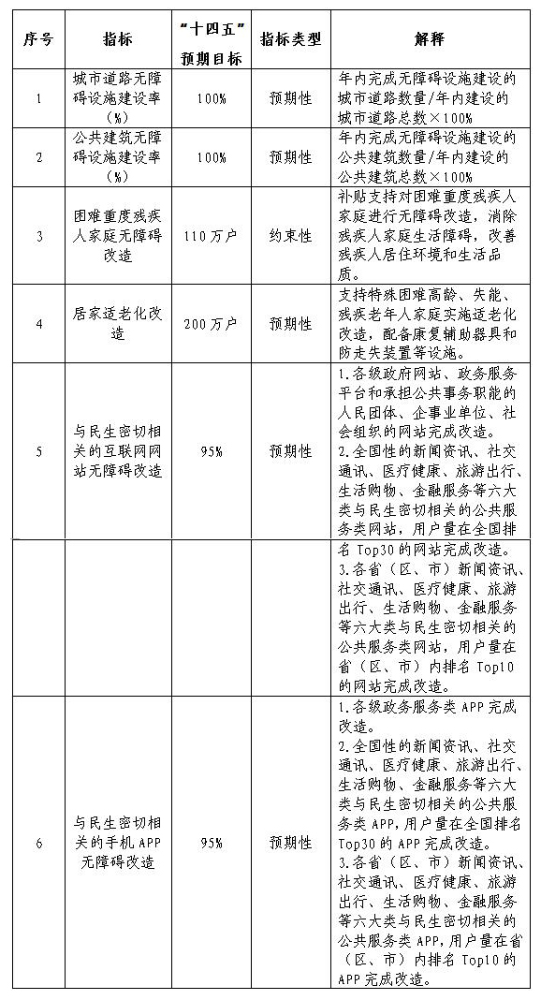 序号
指标
“十四五”
预期目标
指标类型
解释
1
城市道路无障
碍设施建设率
（%）
100%
预期性
年内完成无障碍设施建设的
城市道路数量/年内建设的
城市道路总数×100%
2
公共建筑无障
碍设施建设率
（%）
100%
预期性
年内完成无障碍设施建设的
公共建筑数量/年内建设的
公共建筑总数×100%
3
困难重度残疾
人家庭无障碍
改造
110万户
约束性
补贴支持对困难重度残疾人
家庭进行无障碍改造，消除
残疾人家庭生活障碍，改善
残疾人居住环境和生活品
质。
4
居家适老化改
造
200万户
预期性
支持特殊困难高龄、失能、
残疾老年人家庭实施适老化
改造，配备康复辅助器具和
防走失装置等设施。
5
与民生密切相
关的互联网网
站无障碍改造
95%
预期性
1.各级政府网站、政务服务
平台和承担公共事务职能的
人民团体、企事业单位、社
会组织的网站完成改造。
2.全国性的新闻资讯、社交
通讯、医疗健康、旅游出行、
生活购物、金融服务等六大
类与民生密切相关的公共服
务类网站，用户量在全国排
名Top30的网站完成改造。
3.各省（区、市）新闻资讯、
社交通讯、医疗健康、旅游
出行、生活购物、金融服务
等六大类与民生密切相关的
公共服务类网站，用户量在
省（区、市）内排名Top10
的网站完成改造。
6
与民生密切相
关的手机APP
无障碍改造
95%
预期性
1.各级政务服务类APP完成
改造。
2.全国性的新闻资讯、社交
通讯、医疗健康、旅游出行、
生活购物、金融服务等六大
类与民生密切相关的公共服
务类APP,用户量在全国排名
Top30的APP完成改造。
3.各省（区、市）新闻资讯、
社交通讯、医疗健康、旅游
出行、生活购物、金融服务
等六大类与民生密切相关的
公共服务类APP,用户量在省
（区、市）内排名Top10的
APP完成改造。